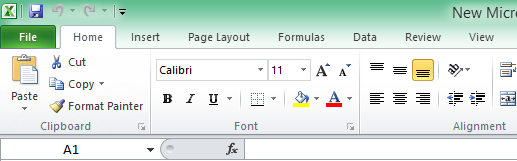 New Micr
File Home Insert Page Layout Formulas Data Review View
Cut
Calibri 11 A A
Copy
Paste Format Painter
B I U A
Clipboard Font Alignment
A1 fx